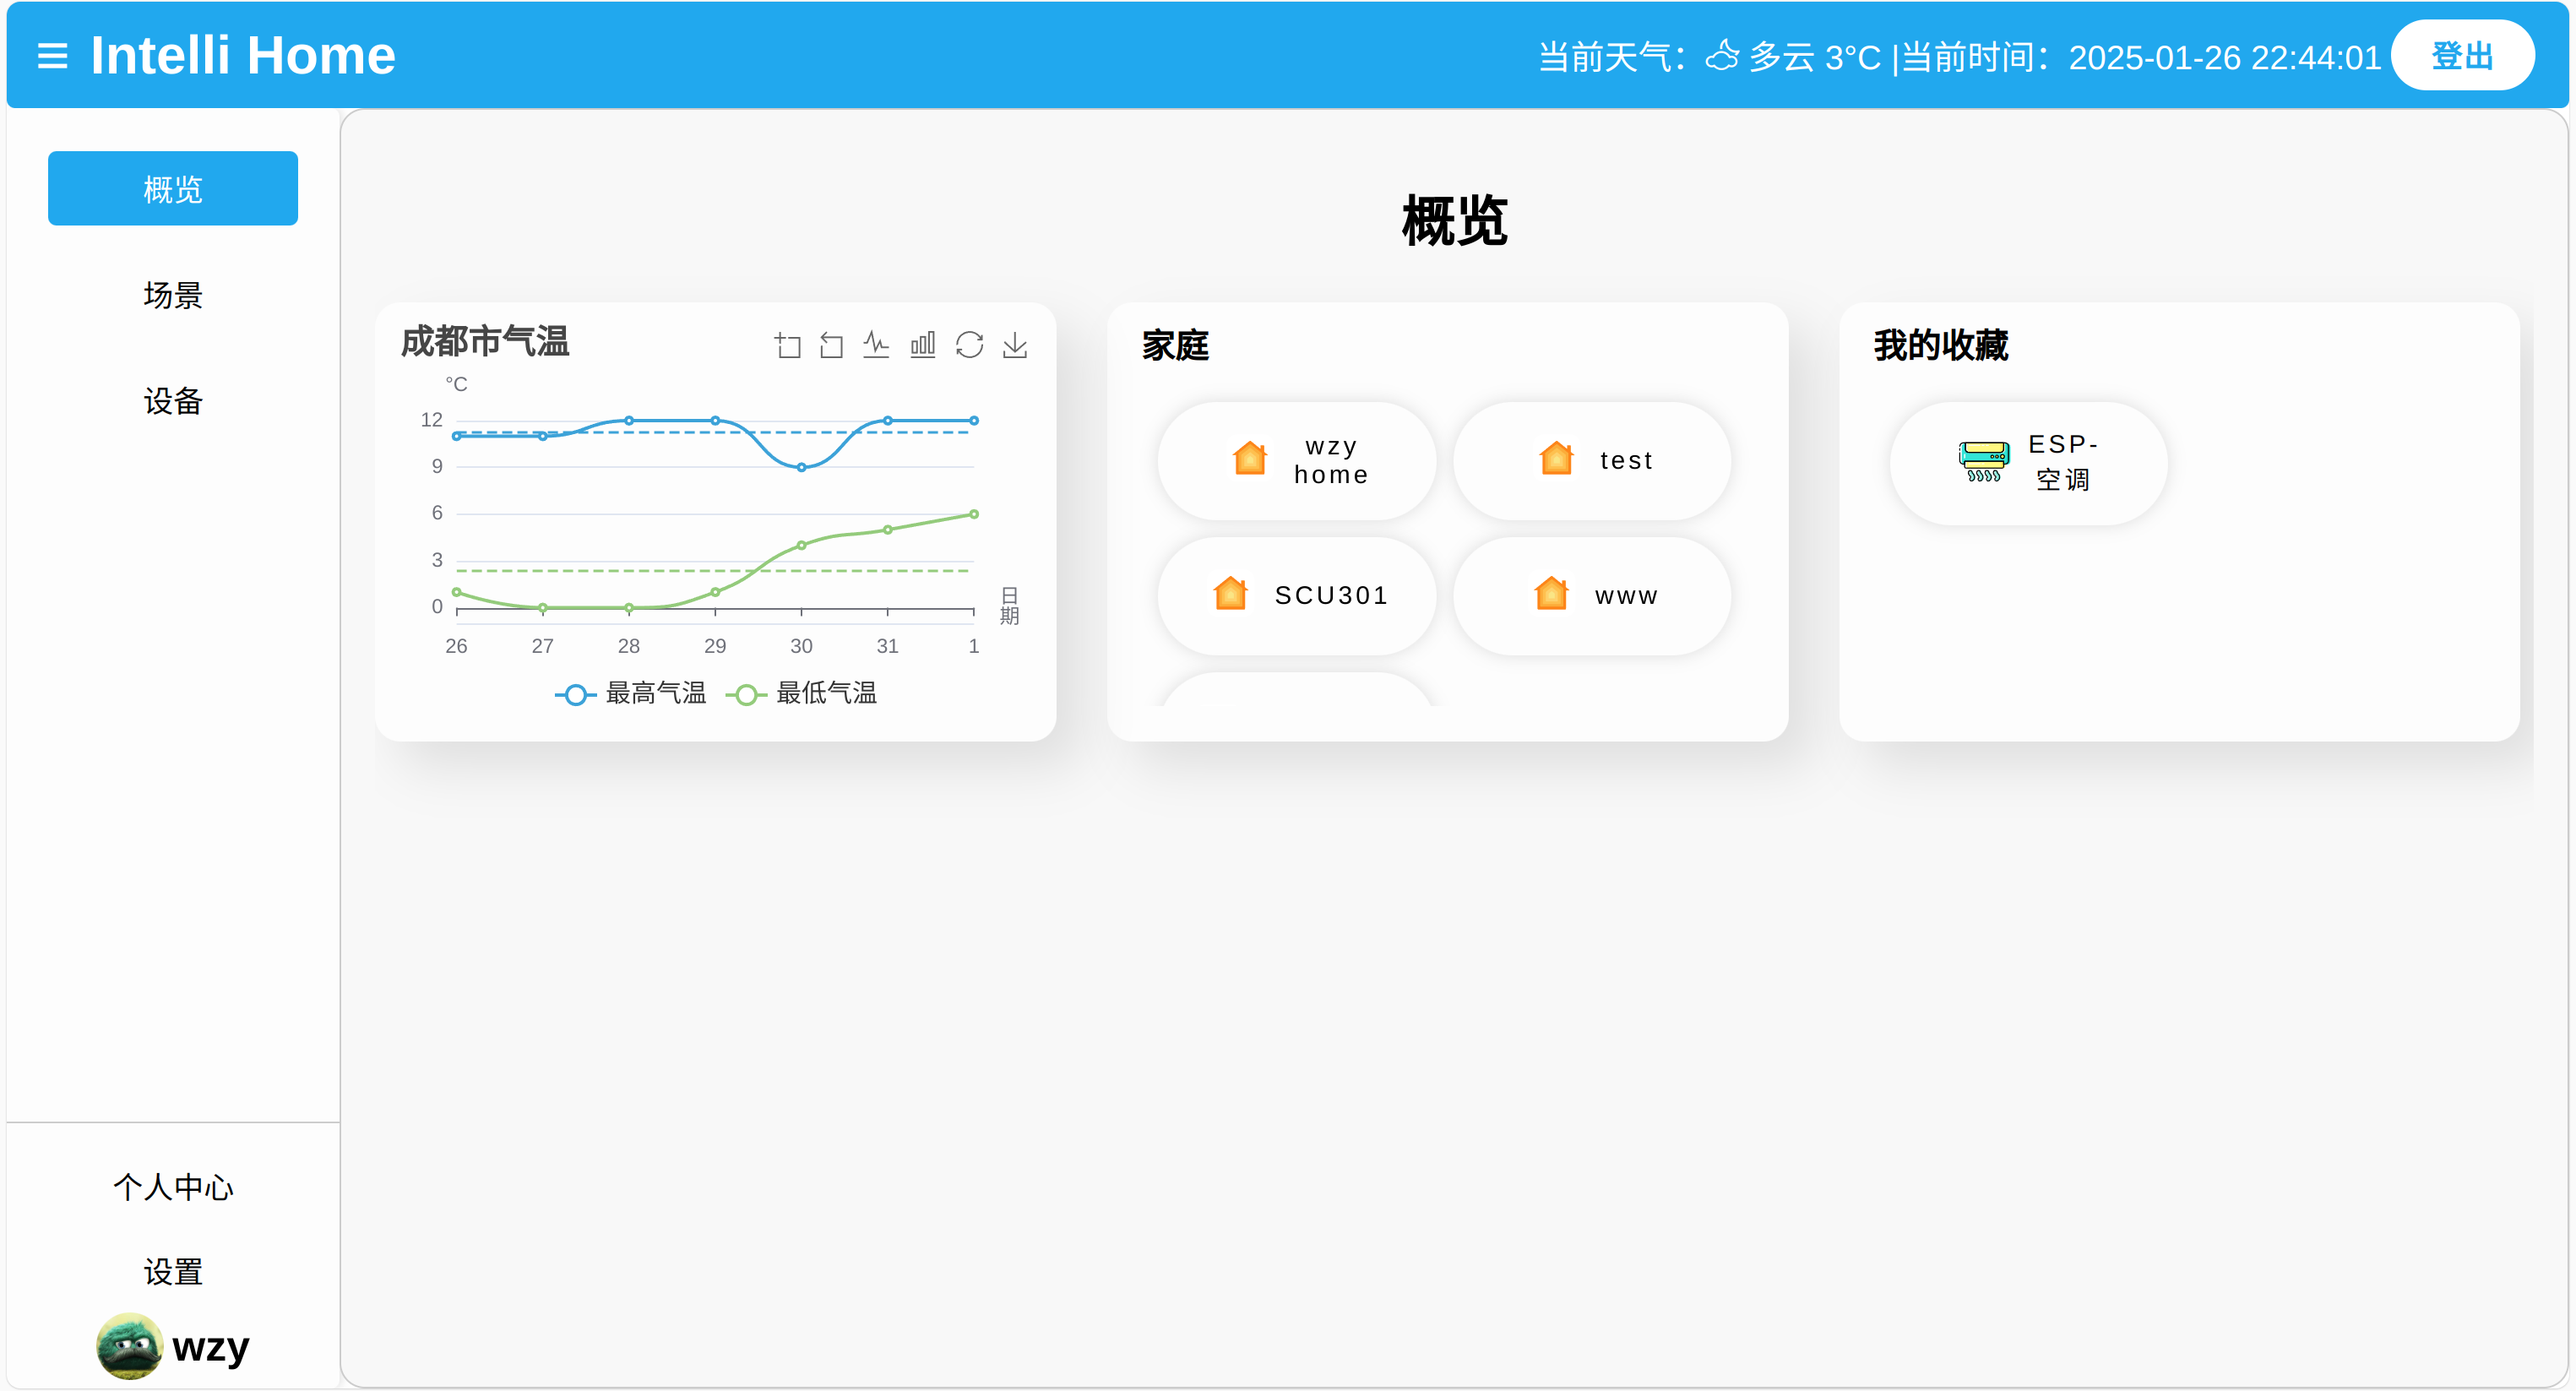 Intelli Home
当前天气：多云 3°C |当前时间：2025-01-26 22:44:01
登出
概览
场景
设备
个人中心
设置
wzy
概览
成都市气温
°C
12
9
6
3
0
26 27 28 29 30 31 1
日
期
最高气温 最低气温
家庭
wzy
home
test
SCU301
www
我的收藏
ESP-
空调